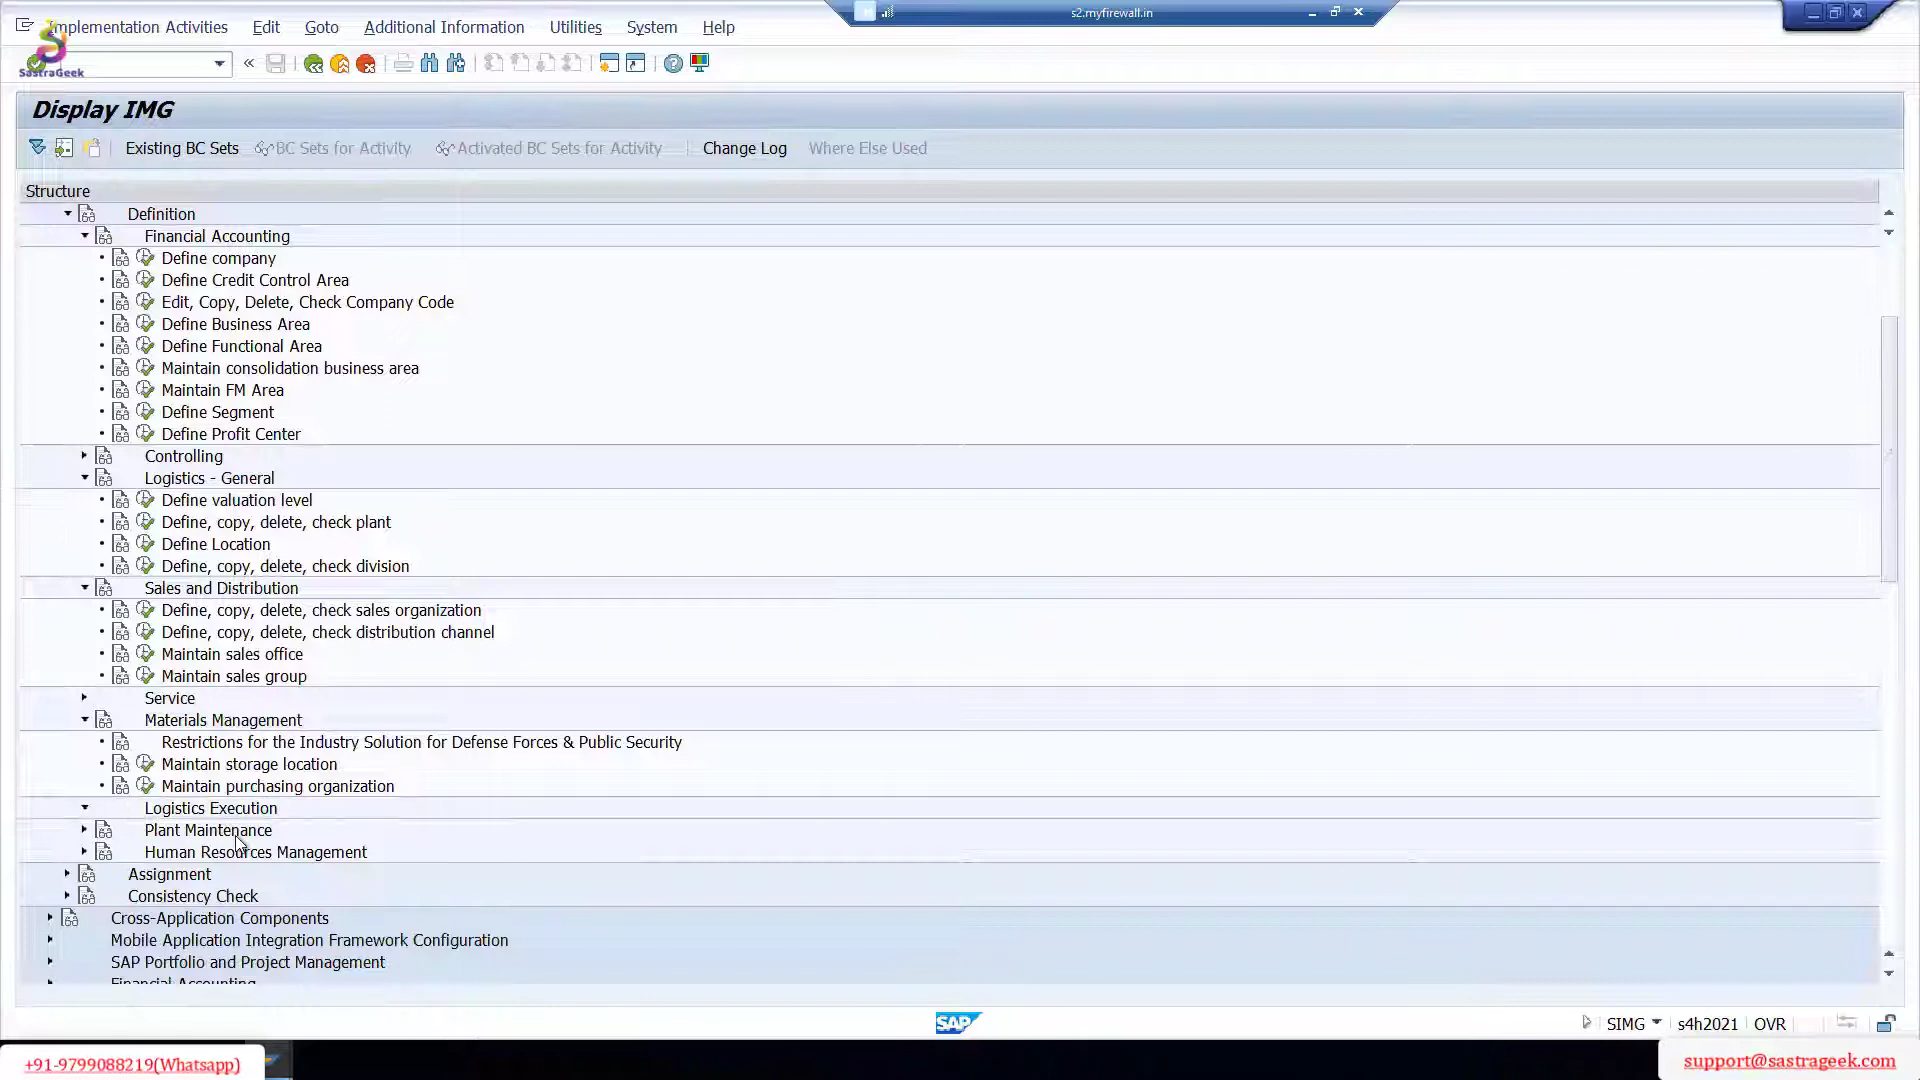 s2.myfirewall.in
Implementation Activities Edit Goto Additional Information Utilities System Help
SastraGeek
Display IMG
Existing BC Sets BC Sets for Activity Activated BC Sets for Activity Change Log Where Else Used
Structure
Definition
Financial Accounting
Define company
Define Credit Control Area
Edit, Copy, Delete, Check Company Code
Define Business Area
Define Functional Area
Maintain consolidation business area
Maintain FM Area
Define Segment
Define Profit Center
Controlling
Logistics - General
Define valuation level
Define, copy, delete, check plant
Define Location
Define, copy, delete, check division
Sales and Distribution
Define, copy, delete, check sales organization
Define, copy, delete, check distribution channel
Maintain sales office
Maintain sales group
Service
Materials Management
Restrictions for the Industry Solution for Defense Forces & Public Security
Maintain storage location
Maintain purchasing organization
Logistics Execution
Plant Maintenance
Human Resources Management
Assignment
Consistency Check
Cross-Application Components
Mobile Application Integration Framework Configuration
SAP Portfolio and Project Management
Financial Accounting
SAP
SIMG s4h2021 OVR
+91-9799088219(Whatsapp)
support@sastrageek.com